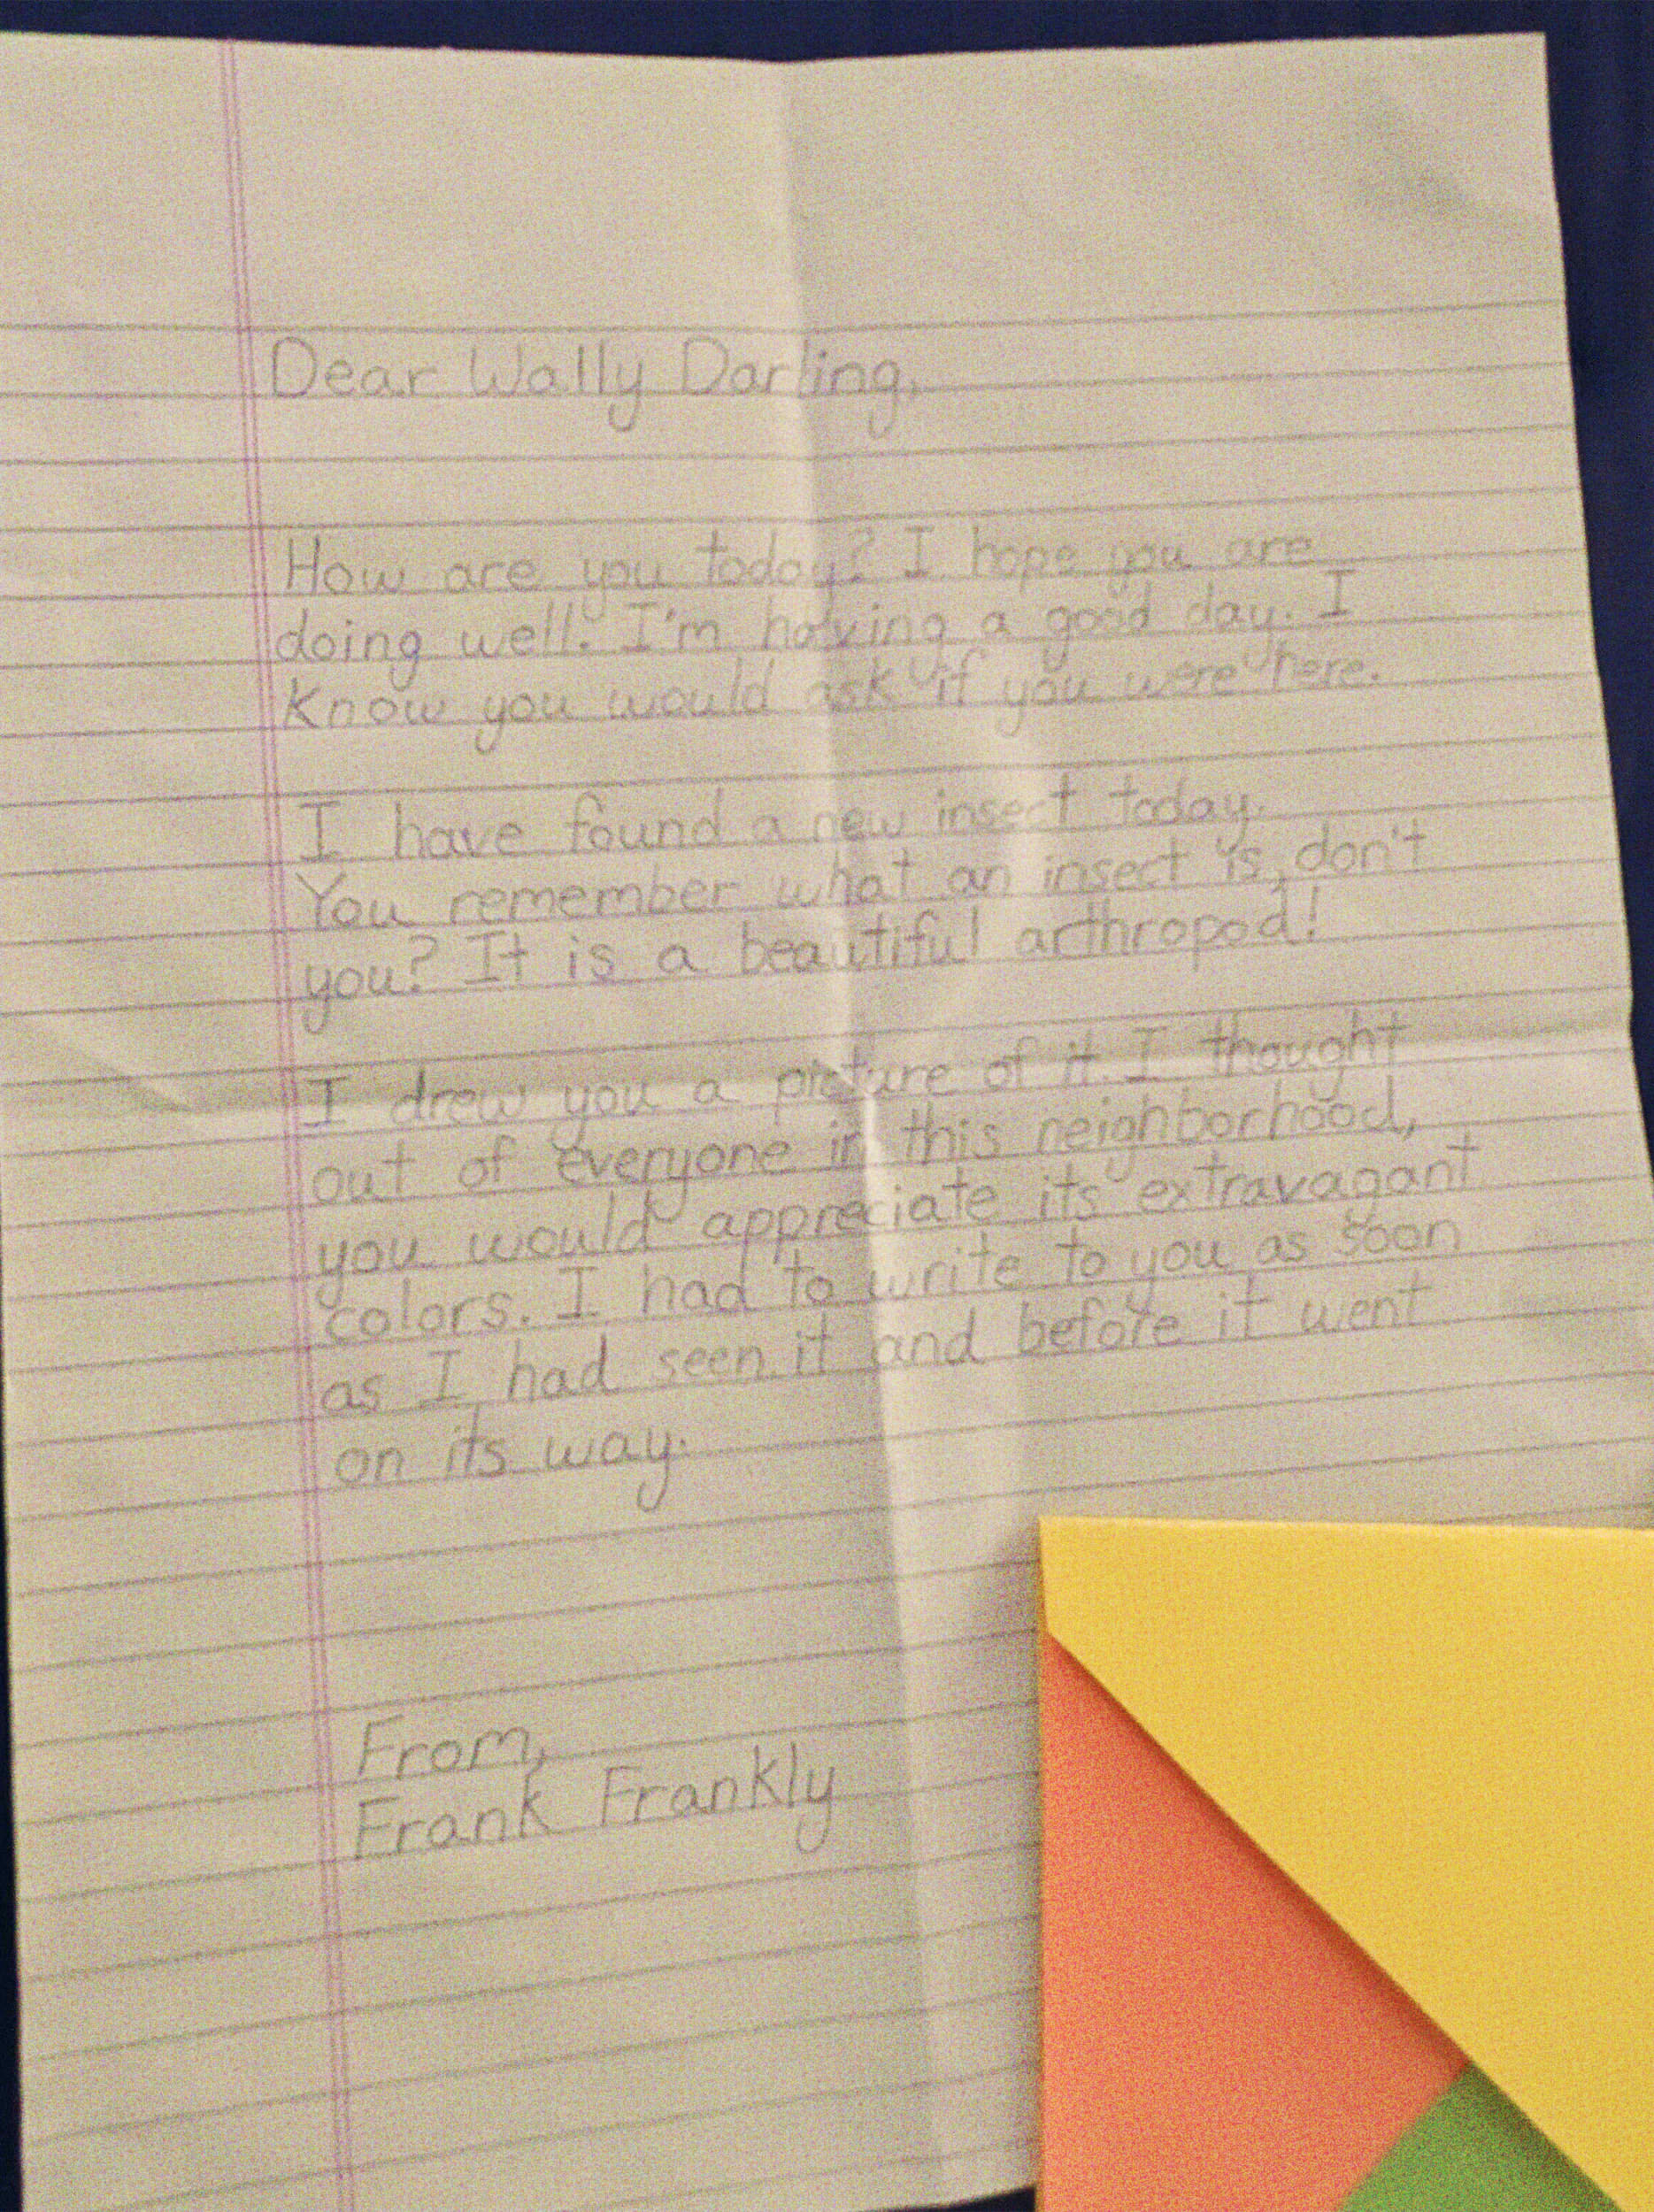 Dear Wally Darling,
How are you today? I hope you are
doing well. I'm having a good day. I
know you would ask if you were here.
I have found a new insect today.
You remember what an insect is, don't
you? It is a beautiful arthropod!
I drew you a picture of it. I thought
out of everyone in this neighborhood,
you would appreciate its extravagant
colors. I had to write to you as soon
as I had seen it and before it went
on its way.
From,
Frank Frankly